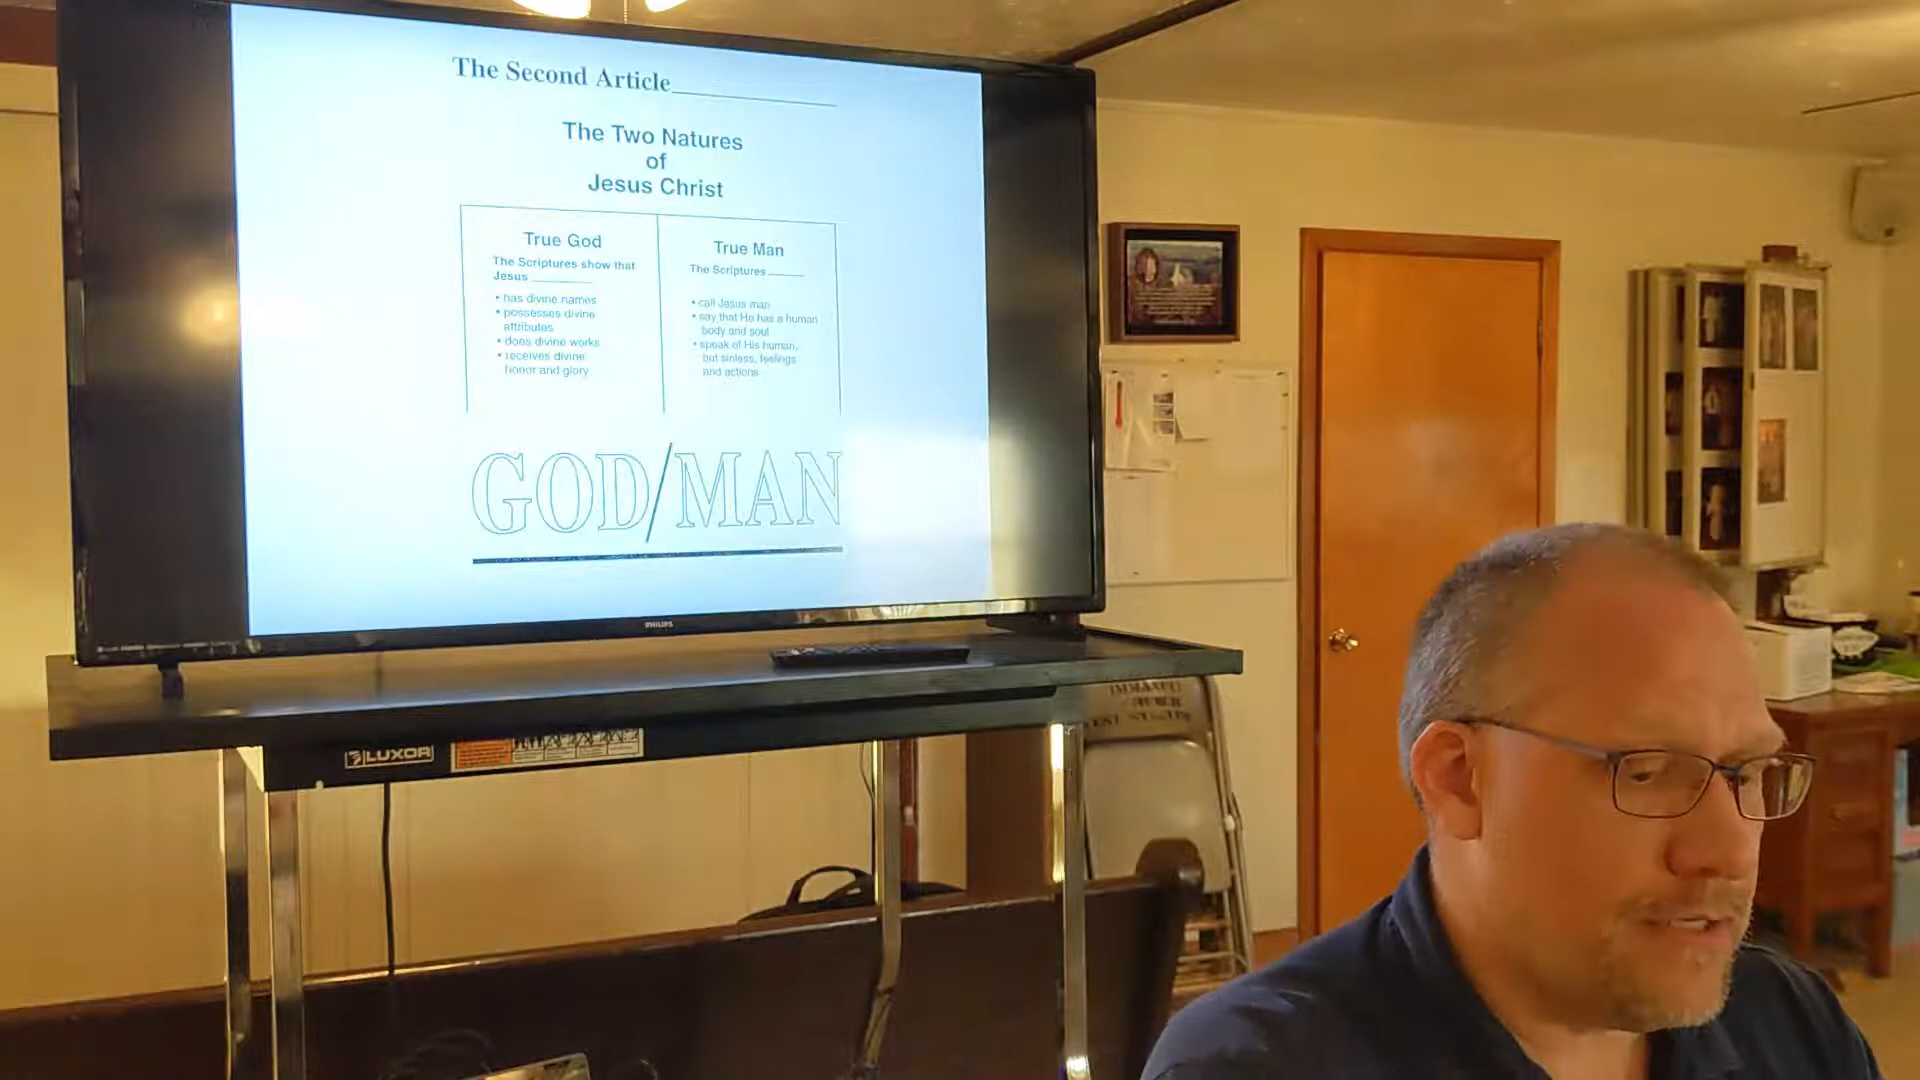 The Second Article
The Two Natures
of
Jesus Christ
True God
The Scriptures show that
Jesus
• has divine names
• possesses divine
attributes
• does divine works
• receives divine
honor and glory
True Man
The Scriptures
• call Jesus man
• say that He has a human
body and soul
• speak of His human,
but sinless, feelings
and actions
GOD/MAN
PHILIPS
LUXOR